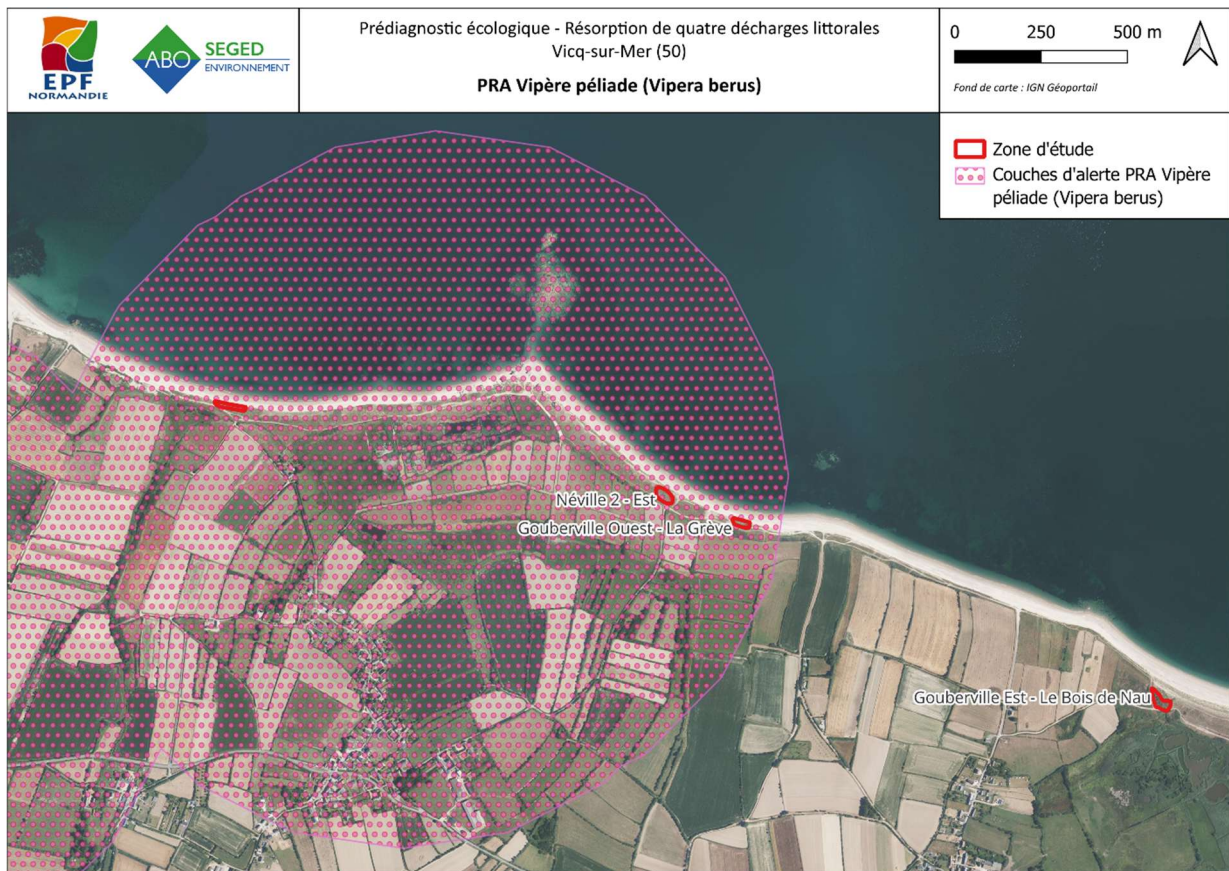 EPF
NORMANDIE
ABO
SEGED
ENVIRONNEMENT
Prédiagnostic écologique - Résorption de quatre décharges littorales
Vicq-sur-Mer (50)
PRA Vipère péliade (Vipera berus)
0 250 500 m
Fond de carte : IGN Géoportail
Zone d'étude
Couches d'alerte PRA Vipère
péliade (Vipera berus)
Néville 2 - Est
Gouberville Ouest - La Grève
Gouberville Est - Le Bois de Nau